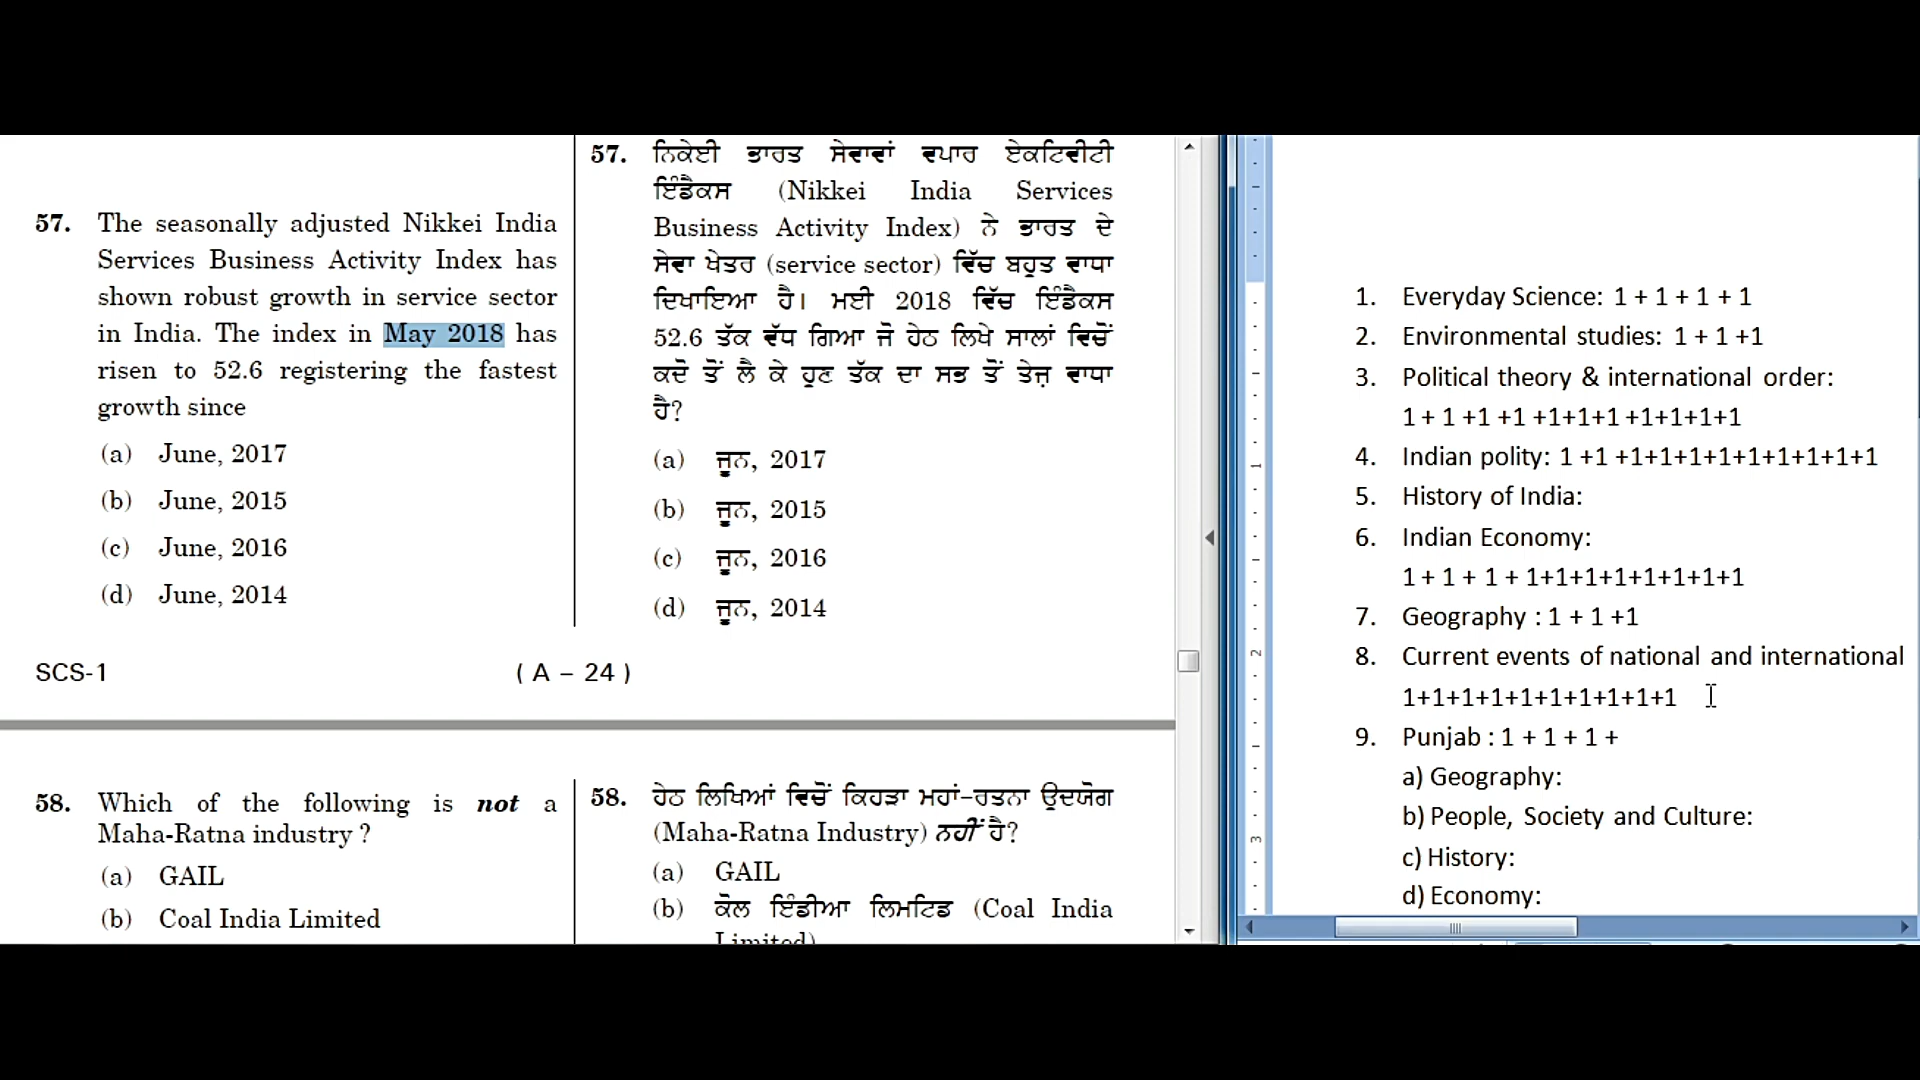 57. The seasonally adjusted Nikkei India
Services Business Activity Index has
shown robust growth in service sector
in India. The index in May 2018 has
risen to 52.6 registering the fastest
growth since
(a) June, 2017
(b) June, 2015
(c) June, 2016
(d) June, 2014
57. ਨਿਕੇਈ ਭਾਰਤ ਸੇਵਾਵਾਂ ਵਪਾਰ ਏਕਟਿਵੀਟੀ
ਇੰਡੈਕਸ (Nikkei India Services
Business Activity Index) ਨੇ ਭਾਰਤ ਦੇ
ਸੇਵਾ ਖੇਤਰ (service sector) ਵਿੱਚ ਬਹੁਤ ਵਾਧਾ
ਦਿਖਾਇਆ ਹੈ। ਮਈ 2018 ਵਿੱਚ ਇੰਡੈਕਸ
52.6 ਤੱਕ ਵੱਧ ਗਿਆ ਜੋ ਹੇਠ ਲਿਖੇ ਸਾਲਾਂ ਵਿਚੋਂ
ਕਦੋ ਤੋਂ ਲੈ ਕੇ ਹੁਣ ਤੱਕ ਦਾ ਸਭ ਤੋਂ ਤੇਜ਼ ਵਾਧਾ
ਹੈ?
(a) ਜੂਨ, 2017
(b) ਜੂਨ, 2015
(c) ਜੂਨ, 2016
(d) ਜੂਨ, 2014
SCS-1
( A – 24 )
58. Which of the following is not a
Maha-Ratna industry ?
(a) GAIL
(b) Coal India Limited
58. ਹੇਠ ਲਿਖਿਆਂ ਵਿਚੋਂ ਕਿਹੜਾ ਮਹਾਂ-ਰਤਨਾ ਉਦਯੋਗ
(Maha-Ratna Industry) ਨਹੀਂ ਹੈ?
(a) GAIL
(b) ਕੋਲ ਇੰਡੀਆ ਲਿਮਟਿਡ (Coal India
Limited)
1. Everyday Science: 1 + 1 + 1 + 1
2. Environmental studies: 1 + 1 +1
3. Political theory & international order:
1 + 1 +1 +1 +1+1+1 +1+1+1+1
4. Indian polity: 1 +1 +1+1+1+1+1+1+1+1+1
5. History of India:
6. Indian Economy:
1 + 1 + 1 + 1+1+1+1+1+1+1+1
7. Geography : 1 + 1 +1
8. Current events of national and international
1+1+1+1+1+1+1+1+1+1
9. Punjab : 1 + 1 + 1 +
a) Geography:
b) People, Society and Culture:
c) History:
d) Economy:
1
2
3